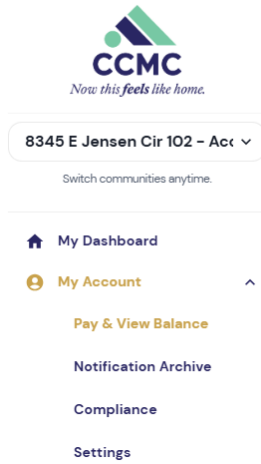 CCMC
Now this feels like home.
8345 E Jensen Cir 102 - Acc
Switch communities anytime.
My Dashboard
My Account
Pay & View Balance
Notification Archive
Compliance
Settings